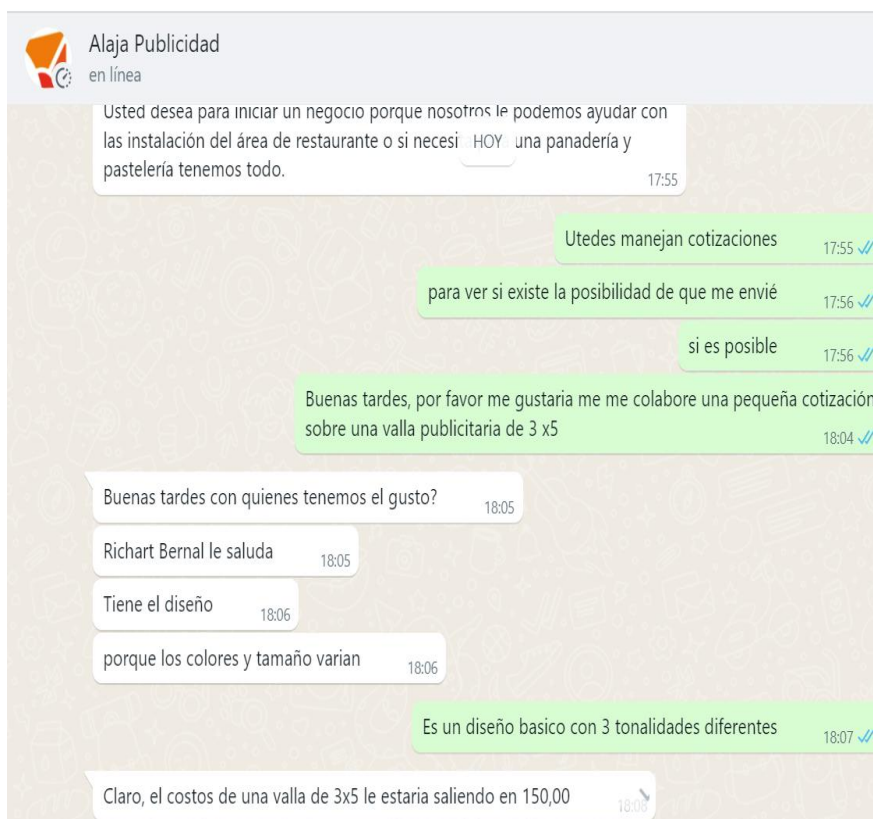 Alaja Publicidad
en línea
Usted desea para iniciar un negocio porque nosotros le podemos ayudar con
las instalación del área de restaurante o si necesi HOY una panadería y
pastelería tenemos todo.
17:55
Utedes manejan cotizaciones 17:55
para ver si existe la posibilidad de que me envié 17:56
si es posible 17:56
Buenas tardes, por favor me gustaria me me colabore una pequeña cotización
sobre una valla publicitaria de 3 x5
18:04
Buenas tardes con quienes tenemos el gusto? 18:05
Richart Bernal le saluda 18:05
Tiene el diseño 18:06
porque los colores y tamaño varian 18:06
Es un diseño basico con 3 tonalidades diferentes 18:07
Claro, el costos de una valla de 3x5 le estaria saliendo en 150,00 18:08